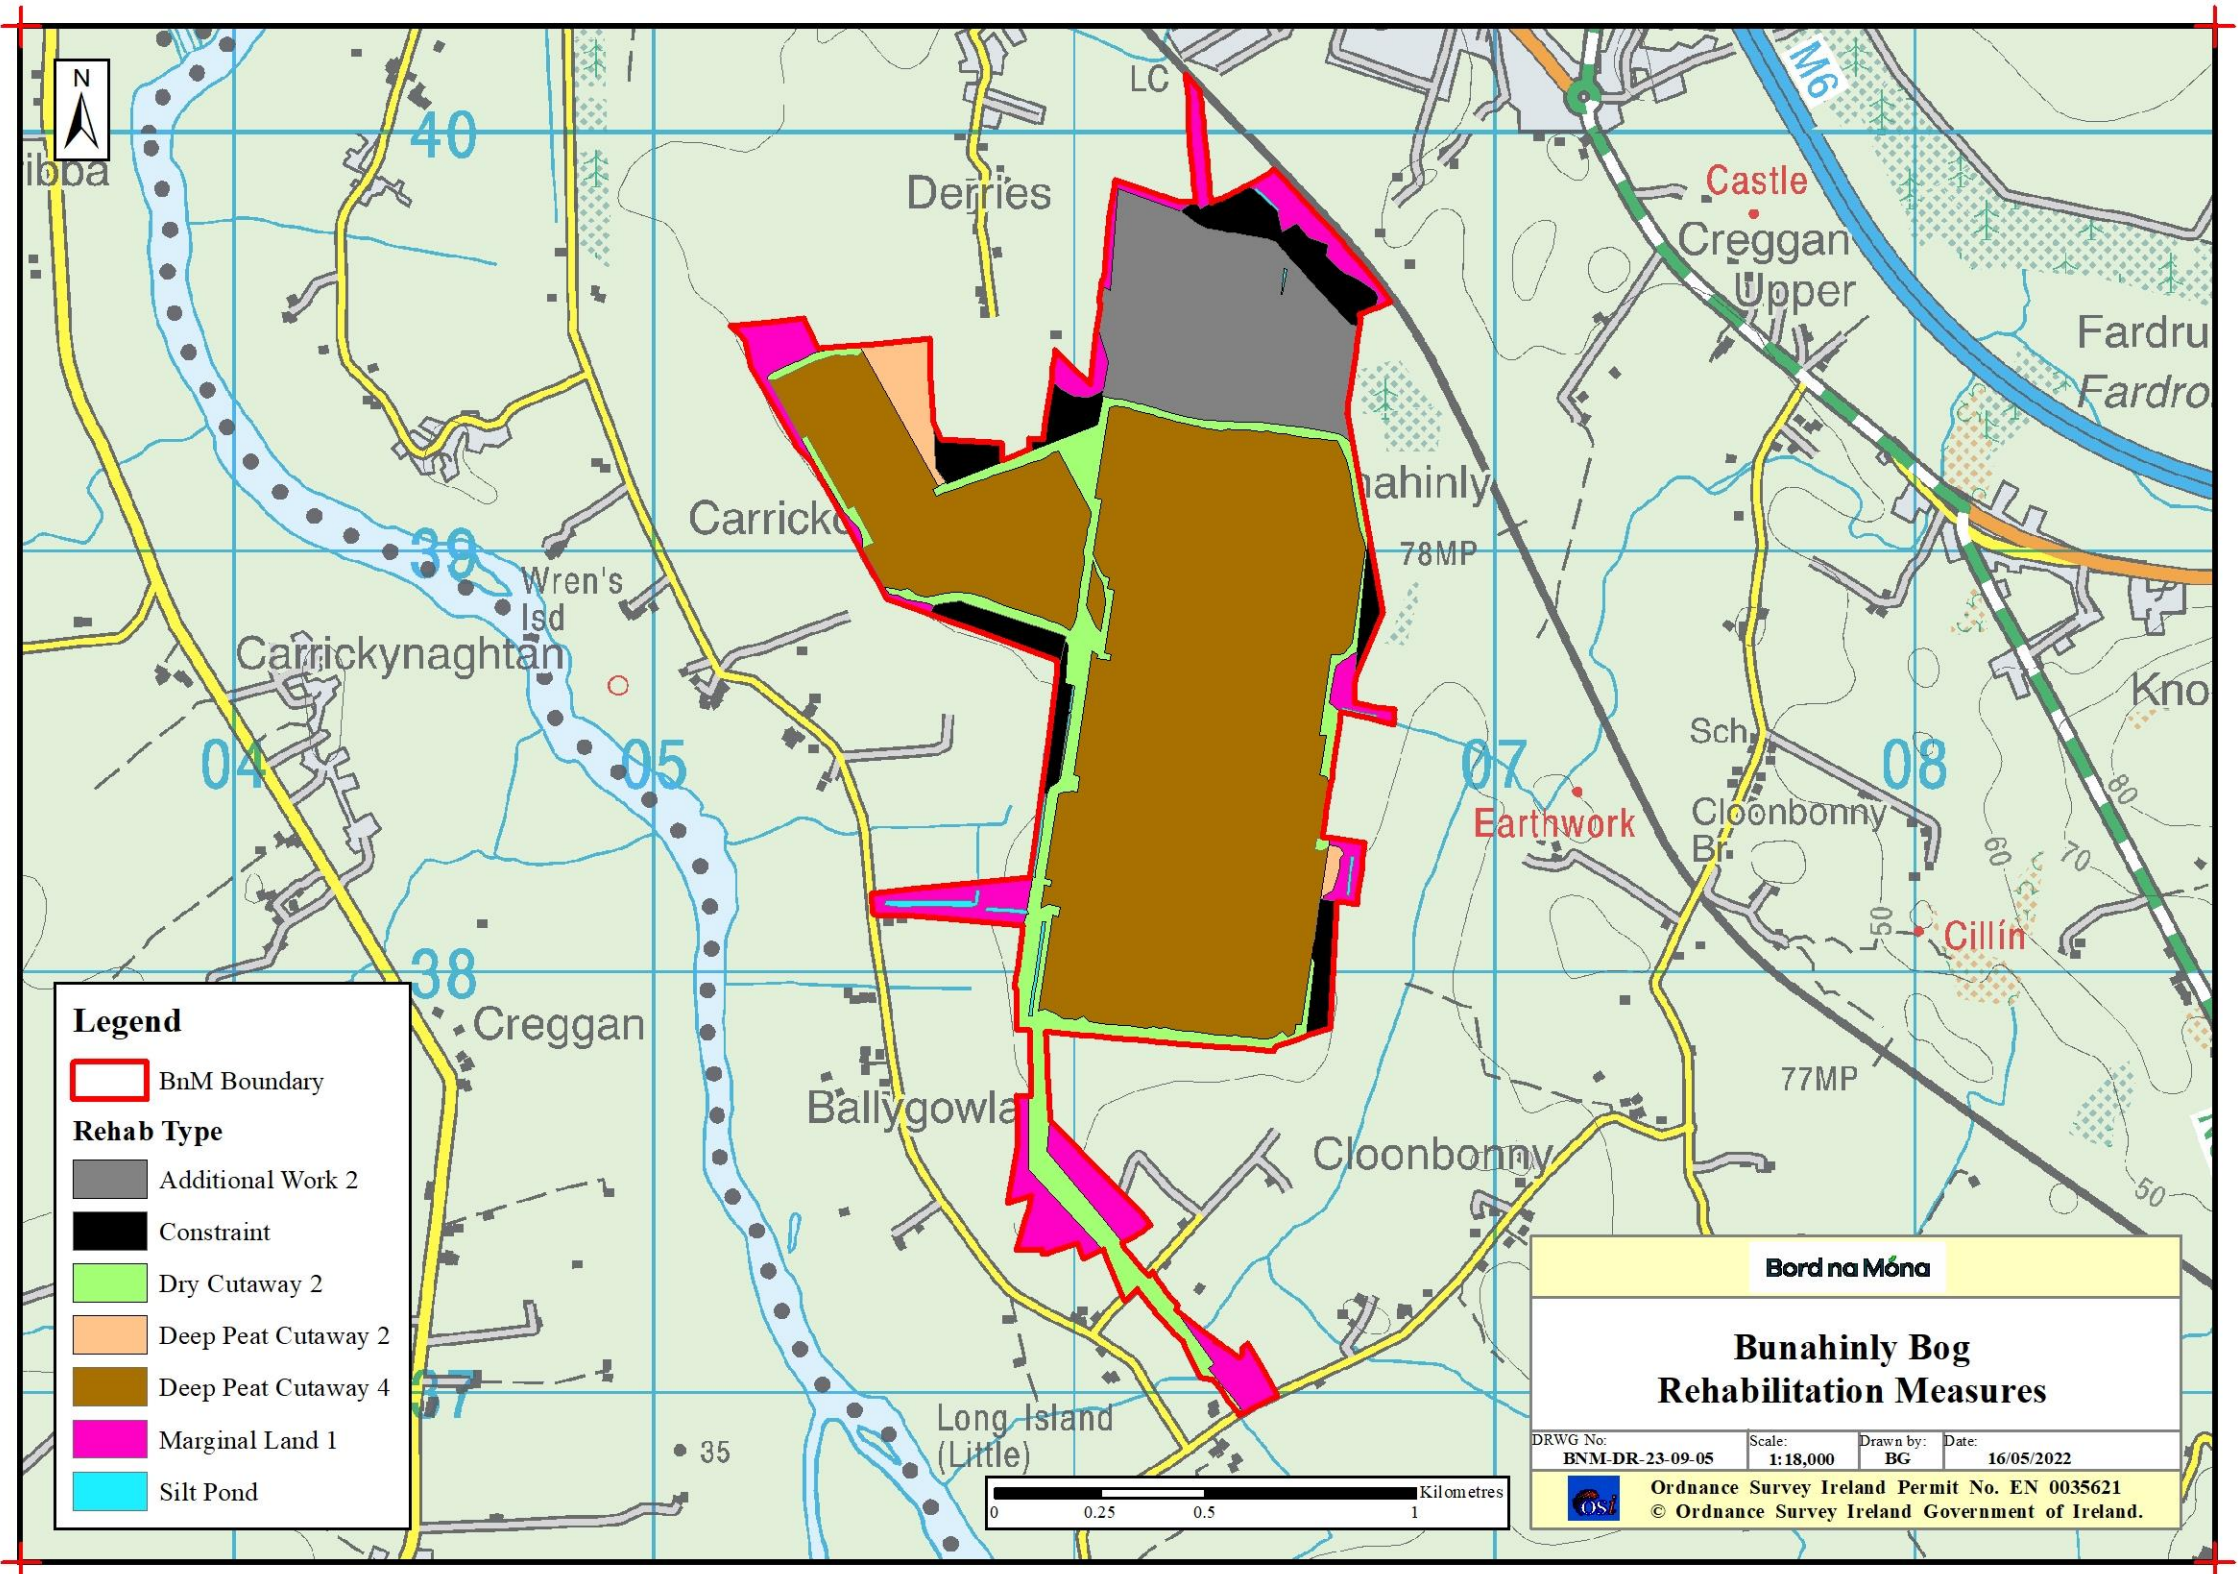 N
LC
M6
40
ibba
Derries
Castle
Creggan
Upper
Fardru
Fardro
Carrick
nahinly
78MP
39
Wren's
Isd
Carrickynaghtan
Kno
Sch
04
05
07
08
80
Earthwork
Cloonbonny
Br.
60
70
50
Cillín
38
Creggan
77MP
Ballygowla
Cloonbonny
50
37
Long Island
(Little)
35
Legend
BnM Boundary
Rehab Type
Additional Work 2
Constraint
Dry Cutaway 2
Deep Peat Cutaway 2
Deep Peat Cutaway 4
Marginal Land 1
Silt Pond
Kilometres
0 0.25 0.5 1
Bord na Móna
Bunahinly Bog
Rehabilitation Measures
DRWG No: Scale: Drawn by: Date:
BNM-DR-23-09-05 1:18,000 BG 16/05/2022
osi
Ordnance Survey Ireland Permit No. EN 0035621
© Ordnance Survey Ireland Government of Ireland.